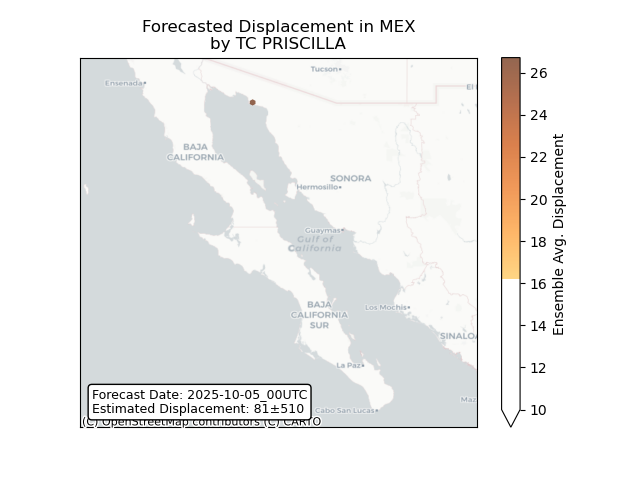 Forecasted Displacement in MEX
by TC PRISCILLA
Tucson
Ensenada
El
BAJA
CALIFORNIA
SONORA
Hermosillo
Guaymas
Gulf of
California
BAJA
CALIFORNIA
SUR
Los Mochis
SINALO
La Paz
Maz
Cabo San Lucas
Forecast Date: 2025-10-05_00UTC
Estimated Displacement: 81±510
(C) OpenStreetMap contributors (C) CARTO
26
24
22
20
18
16
14
12
10
Ensemble Avg. Displacement